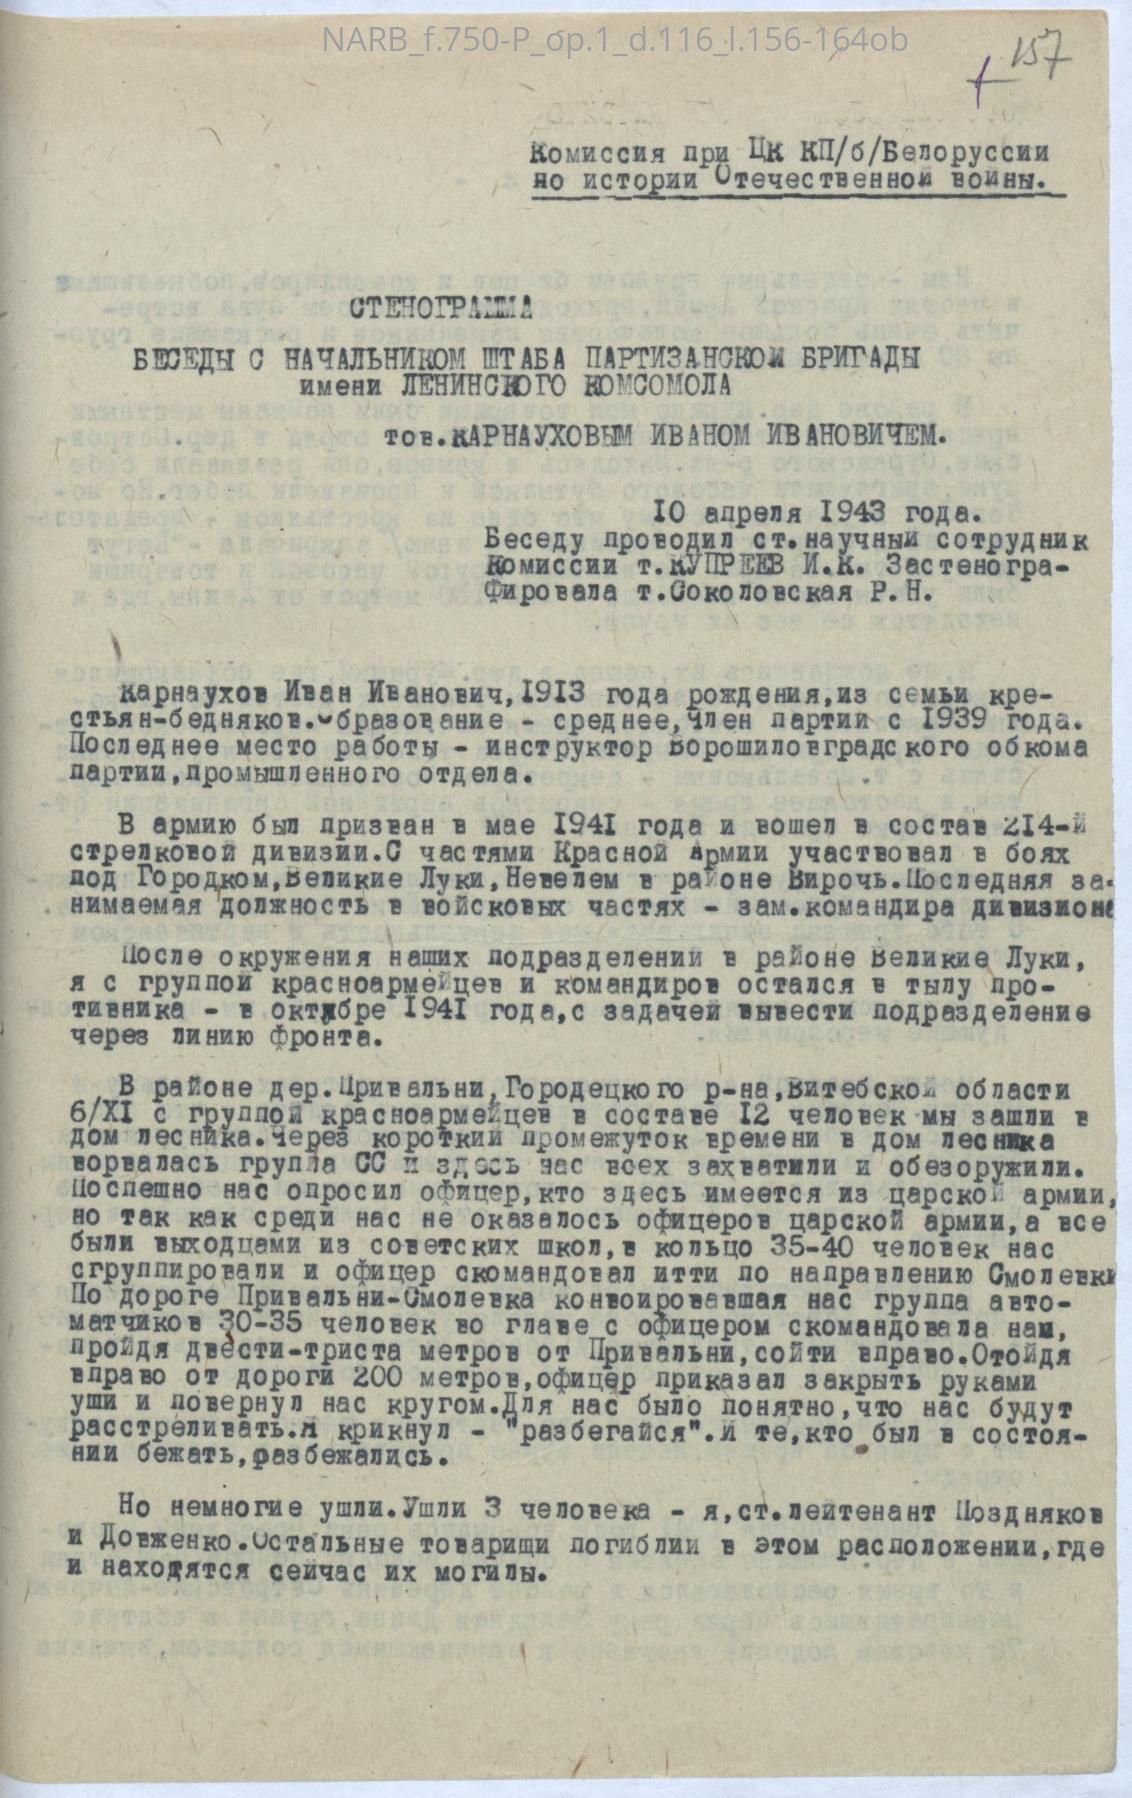 NARB_f.750-P_op.1_d.116_l.156-164ob
157
Комиссия при ЦК КП/б/Белоруссии
по истории Отечественной войны.
СТЕНОГРАММА
БЕСЕДЫ С НАЧАЛЬНИКОМ ШТАБА ПАРТИЗАНСКОЙ БРИГАДЫ
имени ЛЕНИНСКОГО КОМСОМОЛА
тов.КАРНАУХОВЫМ ИВАНОМ ИВАНОВИЧЕМ.
10 апреля 1943 года.
Беседу проводил ст.научный сотрудник
Комиссии т.КУПРЕЕВ И.К. Застеногра-
фировала т.Соколовская Р.Н.
Карнаухов Иван Иванович,1913 года рождения,из семьи кре-
стьян-бедняков.Образование - среднее,член партии с 1939 года.
Последнее место работы - инструктор Ворошиловградского обкома
партии,промышленного отдела.
В армию был призван в мае 1941 года и вошел в состав 214-й
стрелковой дивизии.С частями Красной Армии участвовал в боях
под Городком,Великие Луки,Невелем в районе Вирочь.Последняя за-
нимаемая должность в войсковых частях - зам.командира дивизиона
После окружения наших подразделений в районе Великие Луки,
я с группой красноармейцев и командиров остался в тылу про-
тивника - в октябре 1941 года,с задачей вывести подразделение
через линию фронта.
В районе дер.Привальни,Городецкого р-на,Витебской области
6/XI с группой красноармейцев в составе 12 человек мы зашли в
дом лесника.Через короткий промежуток времени в дом лесника
ворвалась группа СС и здесь нас всех захватили и обезоружили.
Поспешно нас опросил офицер,кто здесь имеется из царской армии,
но так как среди нас не оказалось офицеров царской армии,а все
были выходцами из советских школ,в кольцо 35-40 человек нас
сгруппировали и офицер скомандовал итти по направлению Смолевки
По дороге Привальни-Смолевка конвоировавшая нас группа авто-
матчиков 30-35 человек во главе с офицером скомандовала нам,
пройдя двести-триста метров от Привальни,сойти вправо.Отойдя
вправо от дороги 200 метров,офицер приказал закрыть руками
уши и повернул нас кругом.Для нас было понятно,что нас будут
расстреливать.Я крикнул - "разбегайся".И те,кто был в состоя-
нии бежать,разбежались.
Но немногие ушли.Ушли 3 человека - я,ст.лейтенант Поздняков
и Довженко.Остальные товарищи погиблии в этом расположении,где
и находятся сейчас их могилы.